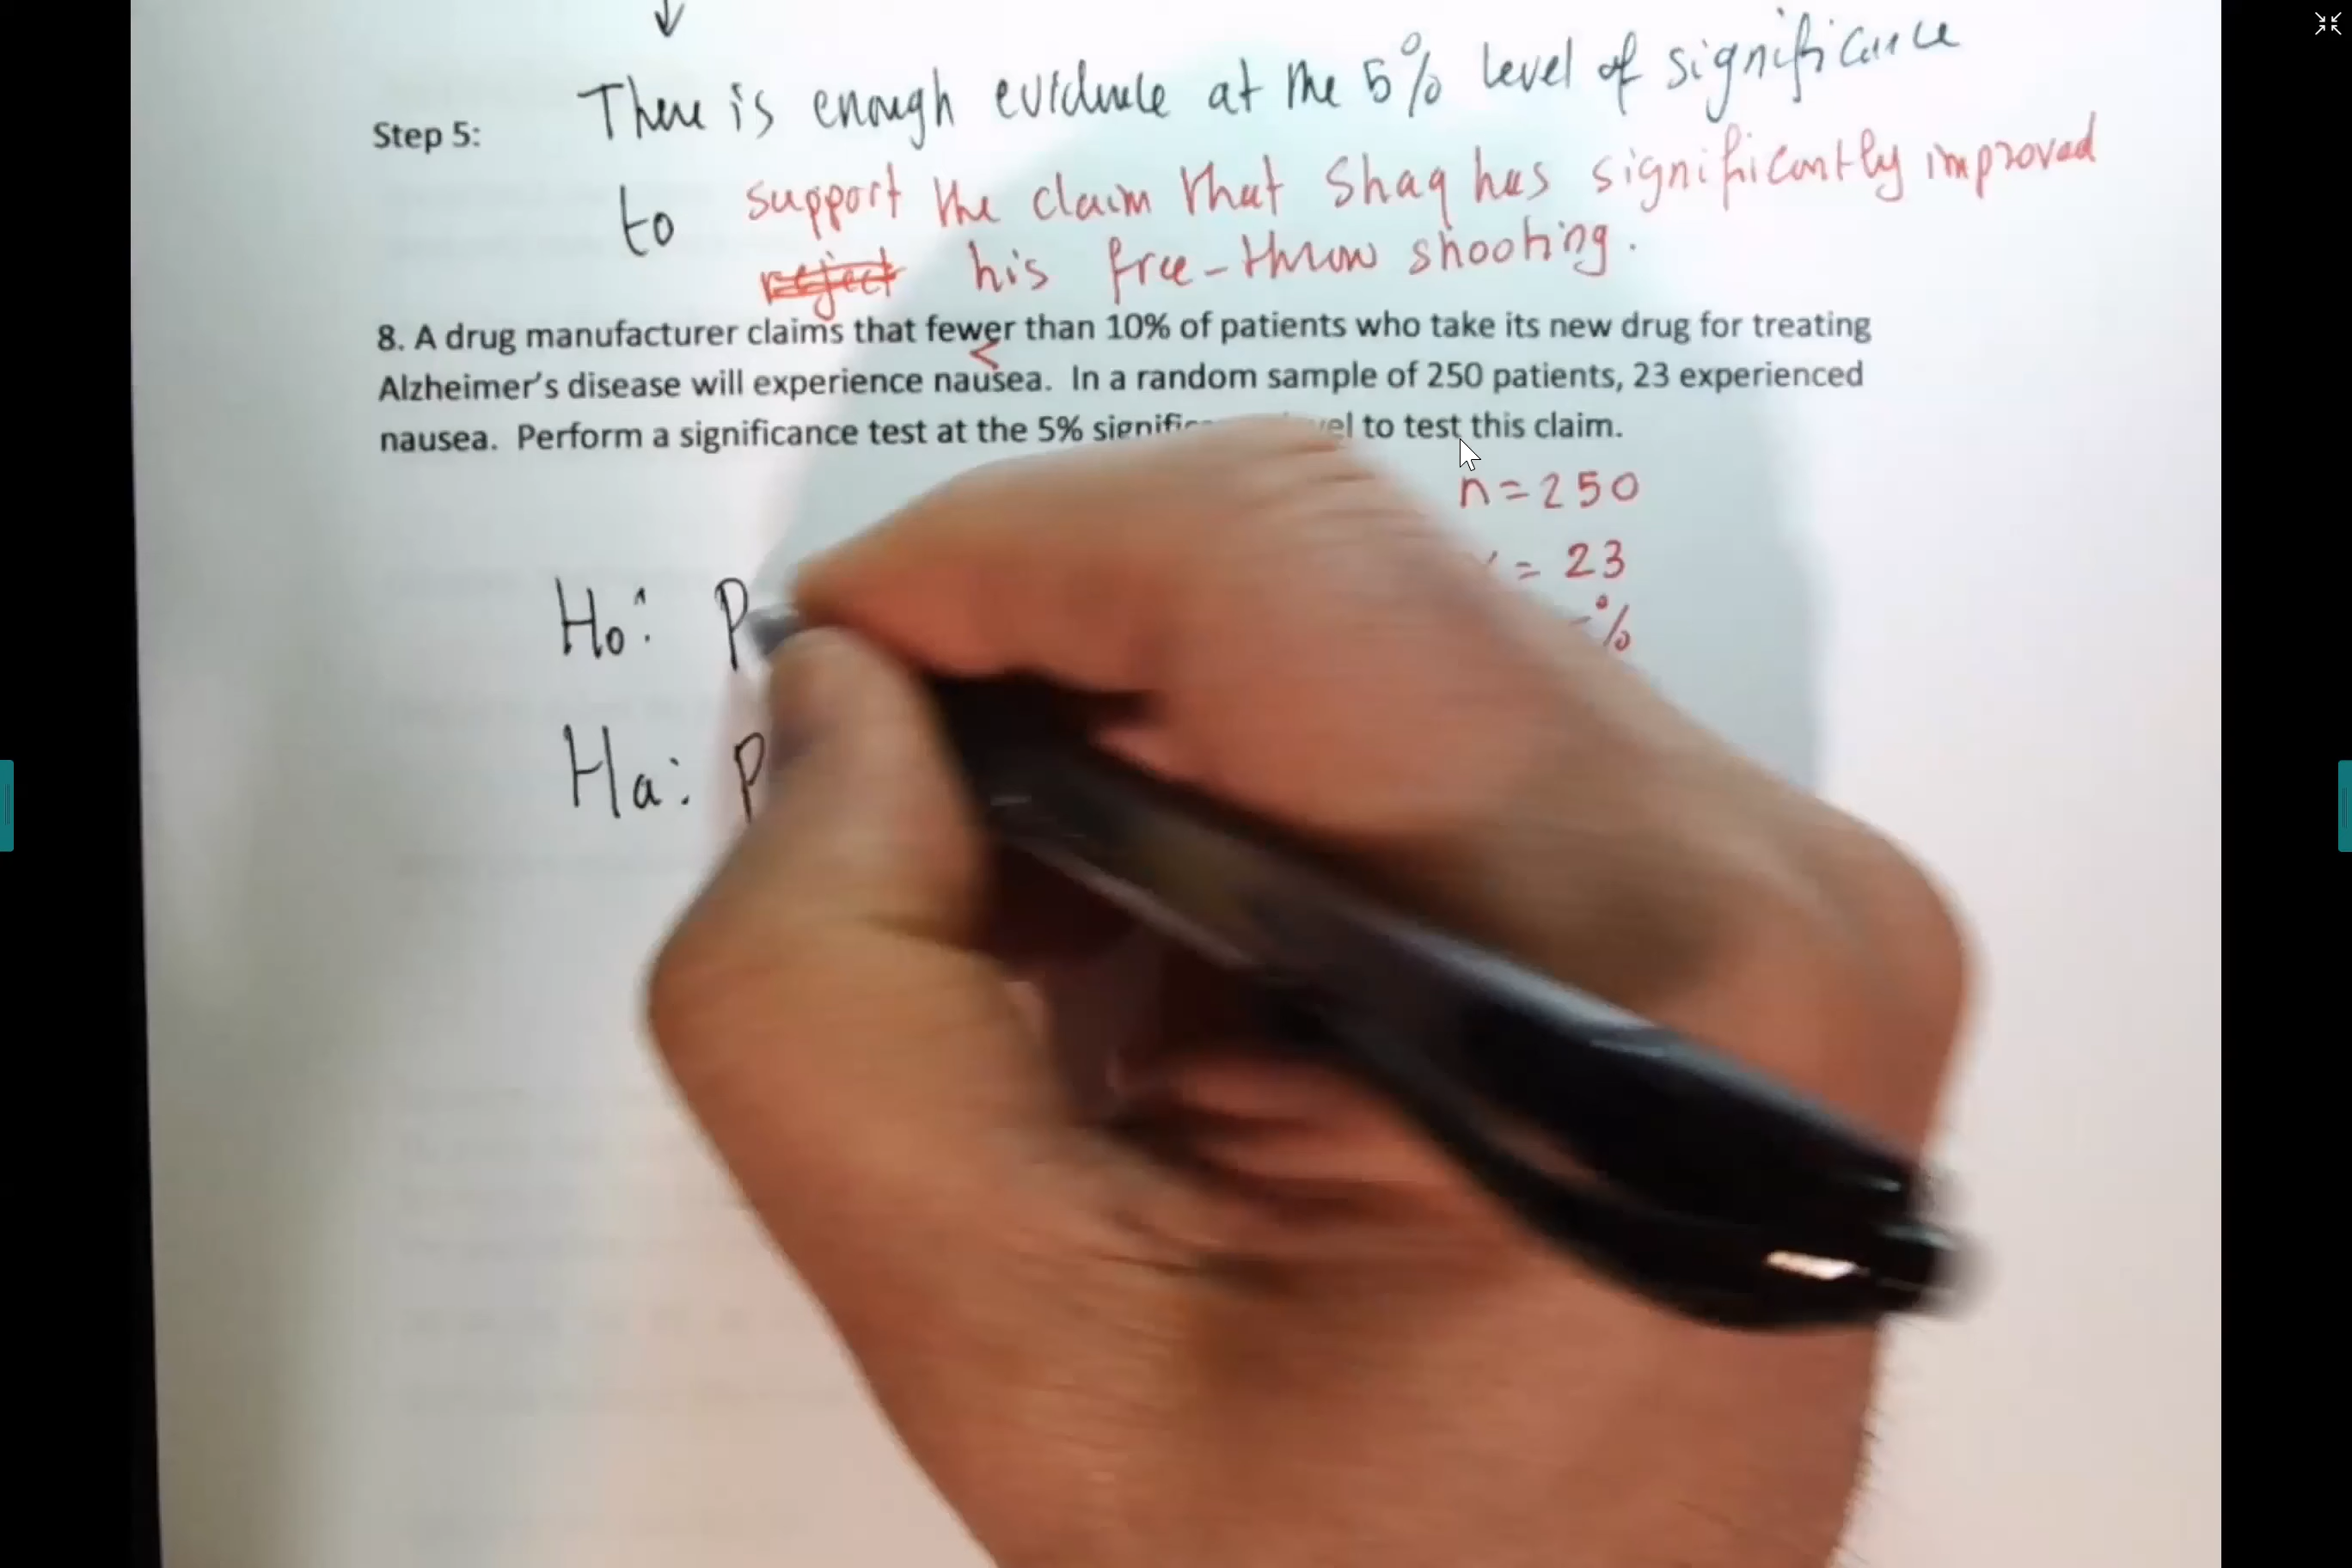 There is enough evidence at the 5% level of significance
Step 5:
to support the claim that Shaq has significantly improved
reject his free-throw shooting.
8. A drug manufacturer claims that fewer than 10% of patients who take its new drug for treating
<
Alzheimer's disease will experience nausea. In a random sample of 250 patients, 23 experienced
nausea. Perform a significance test at the 5% to test this claim.
n = 250
= 23
%
Ho: P
Ha: P